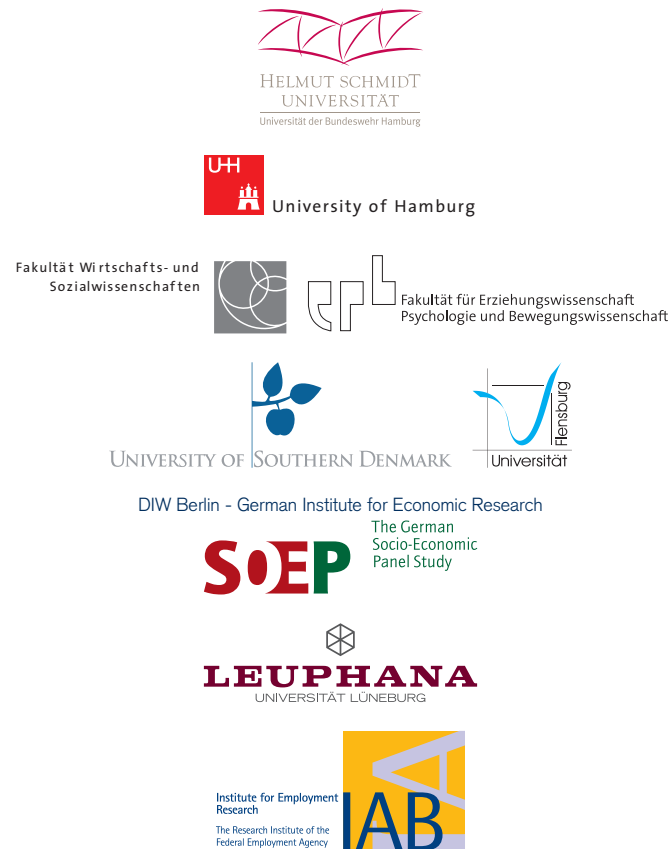 HELMUT SCHMIDT
UNIVERSITÄT
Universität der Bundeswehr Hamburg
UHH
University of Hamburg
Fakultät Wirtschafts- und
Sozialwissenschaften
epb
Fakultät für Erziehungswissenschaft
Psychologie und Bewegungswissenschaft
UNIVERSITY OF SOUTHERN DENMARK
Flensburg
Universität
DIW Berlin - German Institute for Economic Research
SOEP
The German
Socio-Economic
Panel Study
LEUPHANA
UNIVERSITÄT LÜNEBURG
Institute for Employment
Research
The Research Institute of the
Federal Employment Agency
IAB